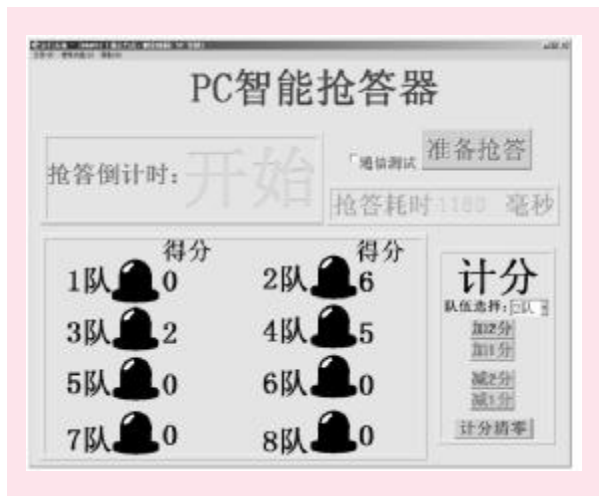 PC智能抢答器
抢答倒计时：开始
通信测试
准备抢答
抢答耗时 1180 毫秒
得分 得分
1队 0 2队 6
3队 2 4队 5
5队 0 6队 0
7队 0 8队 0
计分
队伍选择：2队
加2分
加1分
减2分
减1分
计分清零